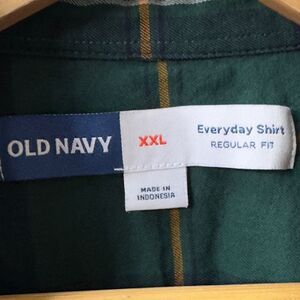 OLD NAVY
XXL
Everyday Shirt
REGULAR FIT
MADE IN
INDONESIA